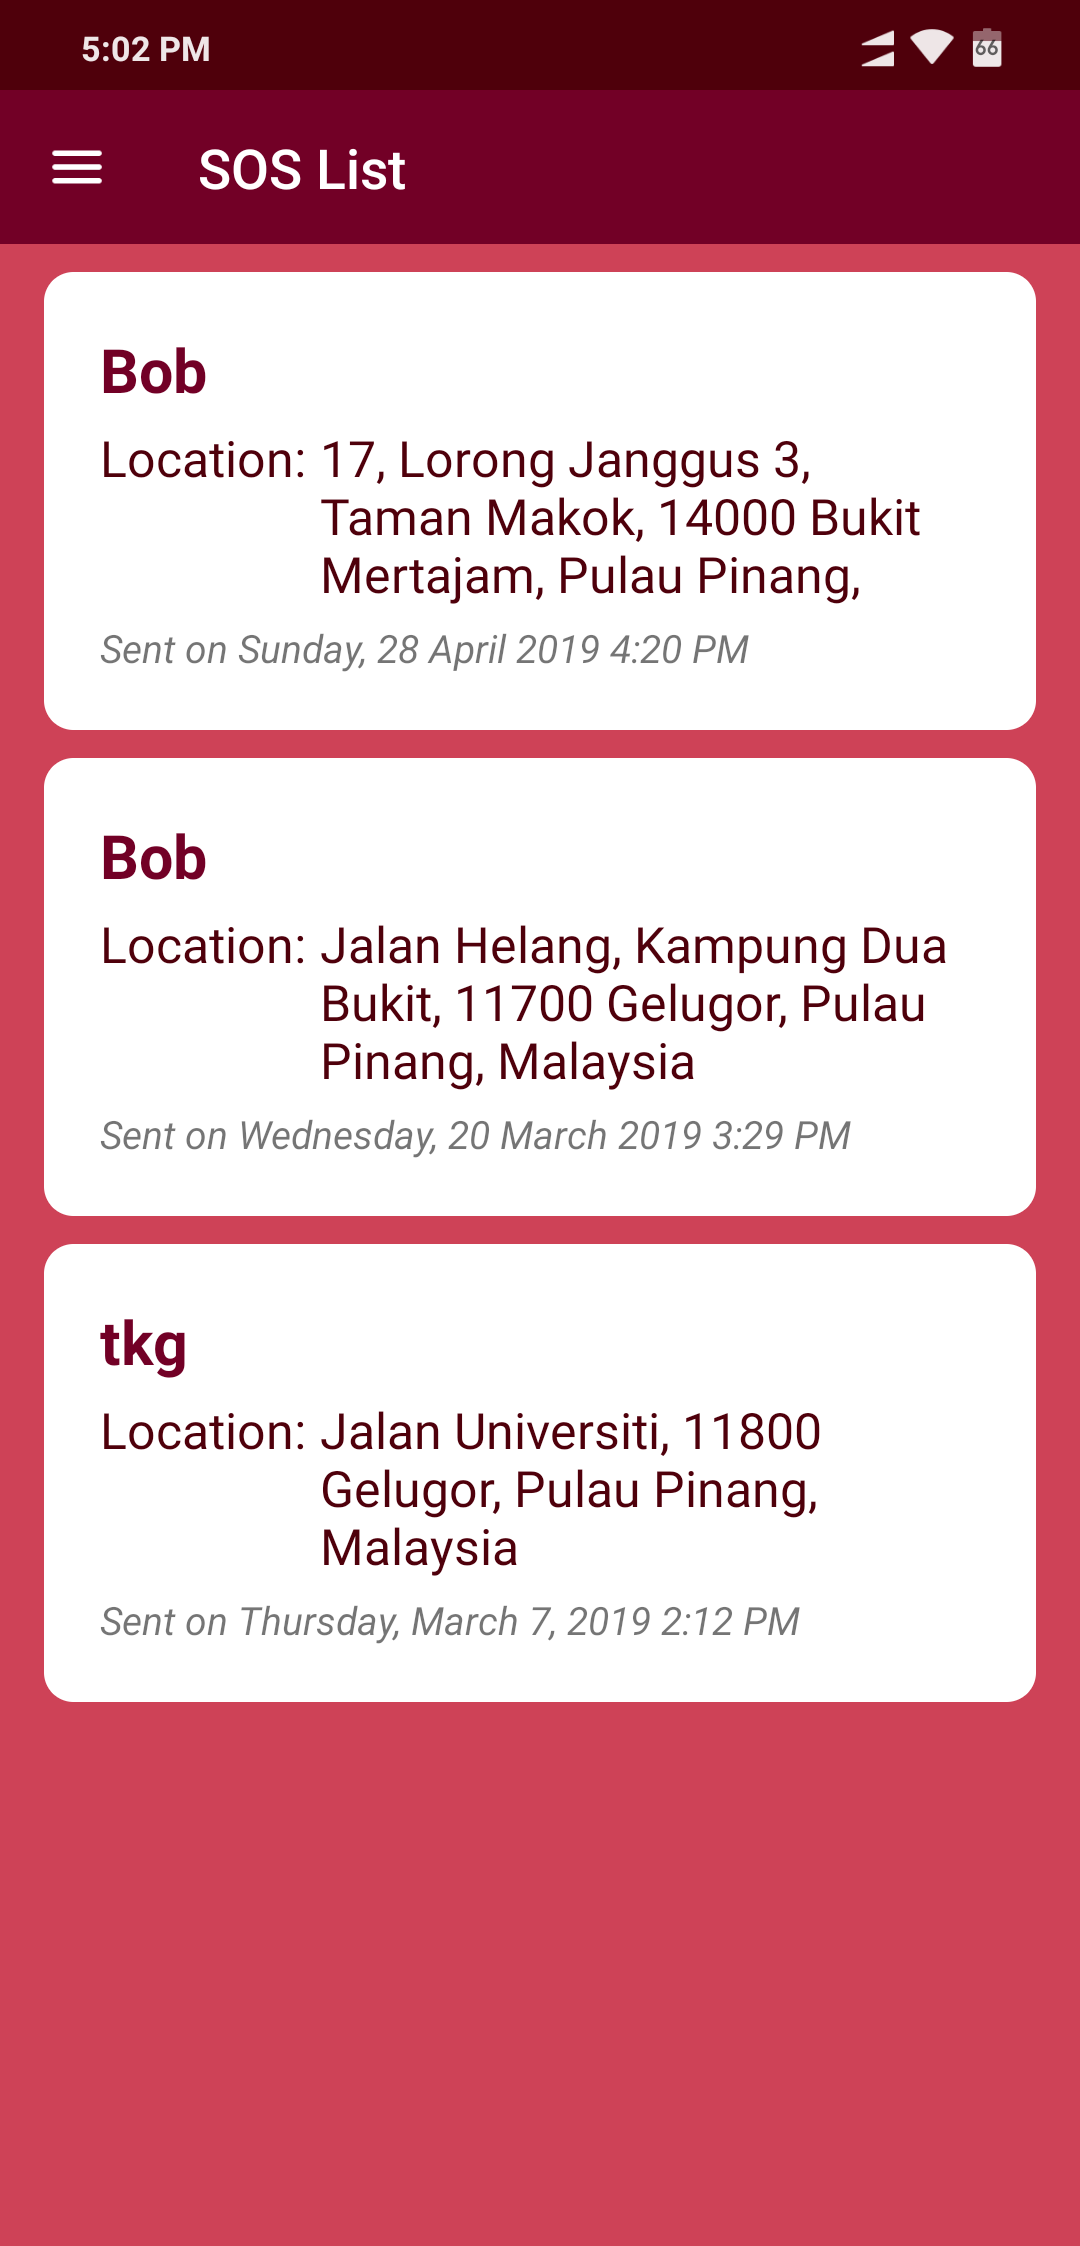 5:02 PM
66
SOS List
Bob
Location: 17, Lorong Janggus 3,
Taman Makok, 14000 Bukit
Mertajam, Pulau Pinang,
Sent on Sunday, 28 April 2019 4:20 PM
Bob
Location: Jalan Helang, Kampung Dua
Bukit, 11700 Gelugor, Pulau
Pinang, Malaysia
Sent on Wednesday, 20 March 2019 3:29 PM
tkg
Location: Jalan Universiti, 11800
Gelugor, Pulau Pinang,
Malaysia
Sent on Thursday, March 7, 2019 2:12 PM